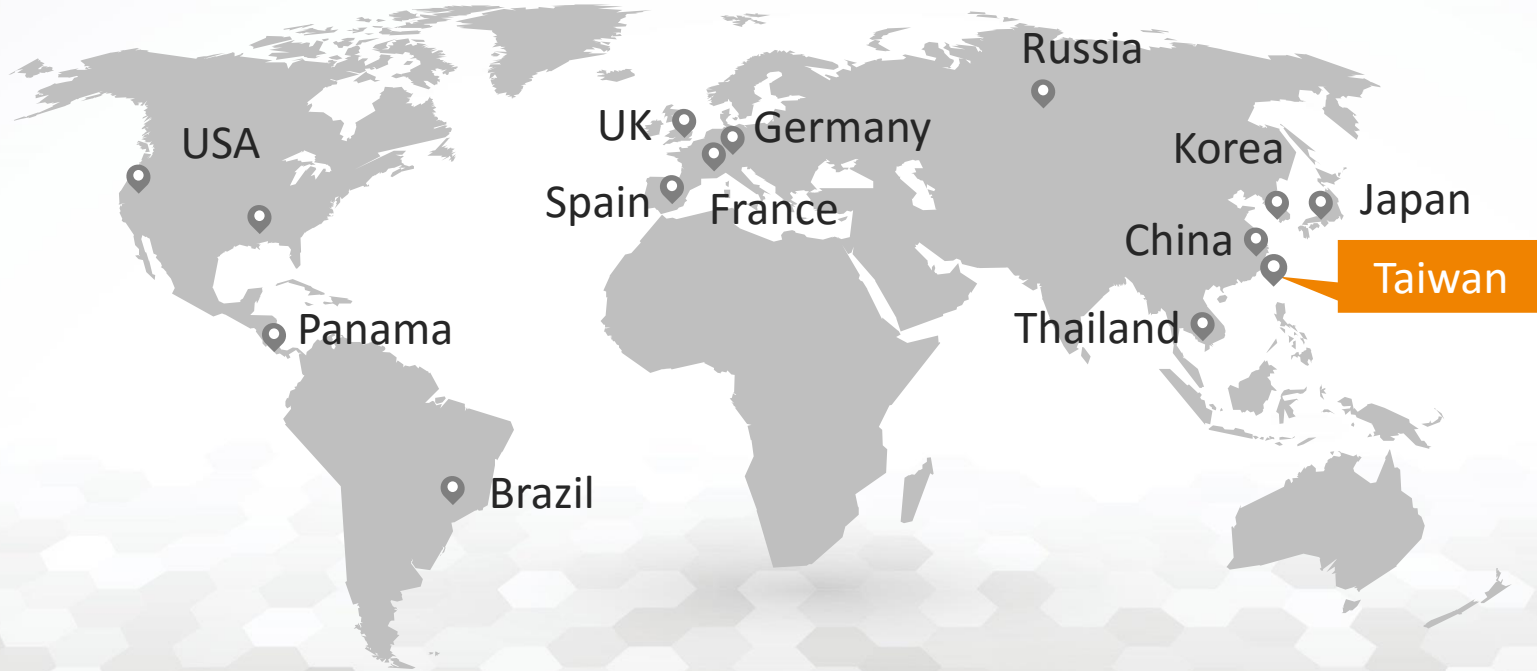 Russia
UK
Germany
USA
Korea
Spain
France
Japan
China
Taiwan
Panama
Thailand
Brazil